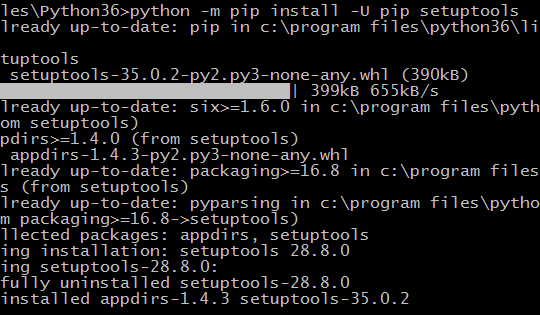 les\Python36>python -m pip install -U pip setuptools
lready up-to-date: pip in c:\program files\python36\li
tuptools
setuptools-35.0.2-py2.py3-none-any.whl (390kB)
| 399kB 655kB/s
lready up-to-date: six>=1.6.0 in c:\program files\pyth
om setuptools)
pdirs>=1.4.0 (from setuptools)
appdirs-1.4.3-py2.py3-none-any.whl
lready up-to-date: packaging>=16.8 in c:\program files
s (from setuptools)
lready up-to-date: pyparsing in c:\program files\pytho
m packaging>=16.8->setuptools)
llected packages: appdirs, setuptools
ing installation: setuptools 28.8.0
ing setuptools-28.8.0:
fully uninstalled setuptools-28.8.0
installed appdirs-1.4.3 setuptools-35.0.2